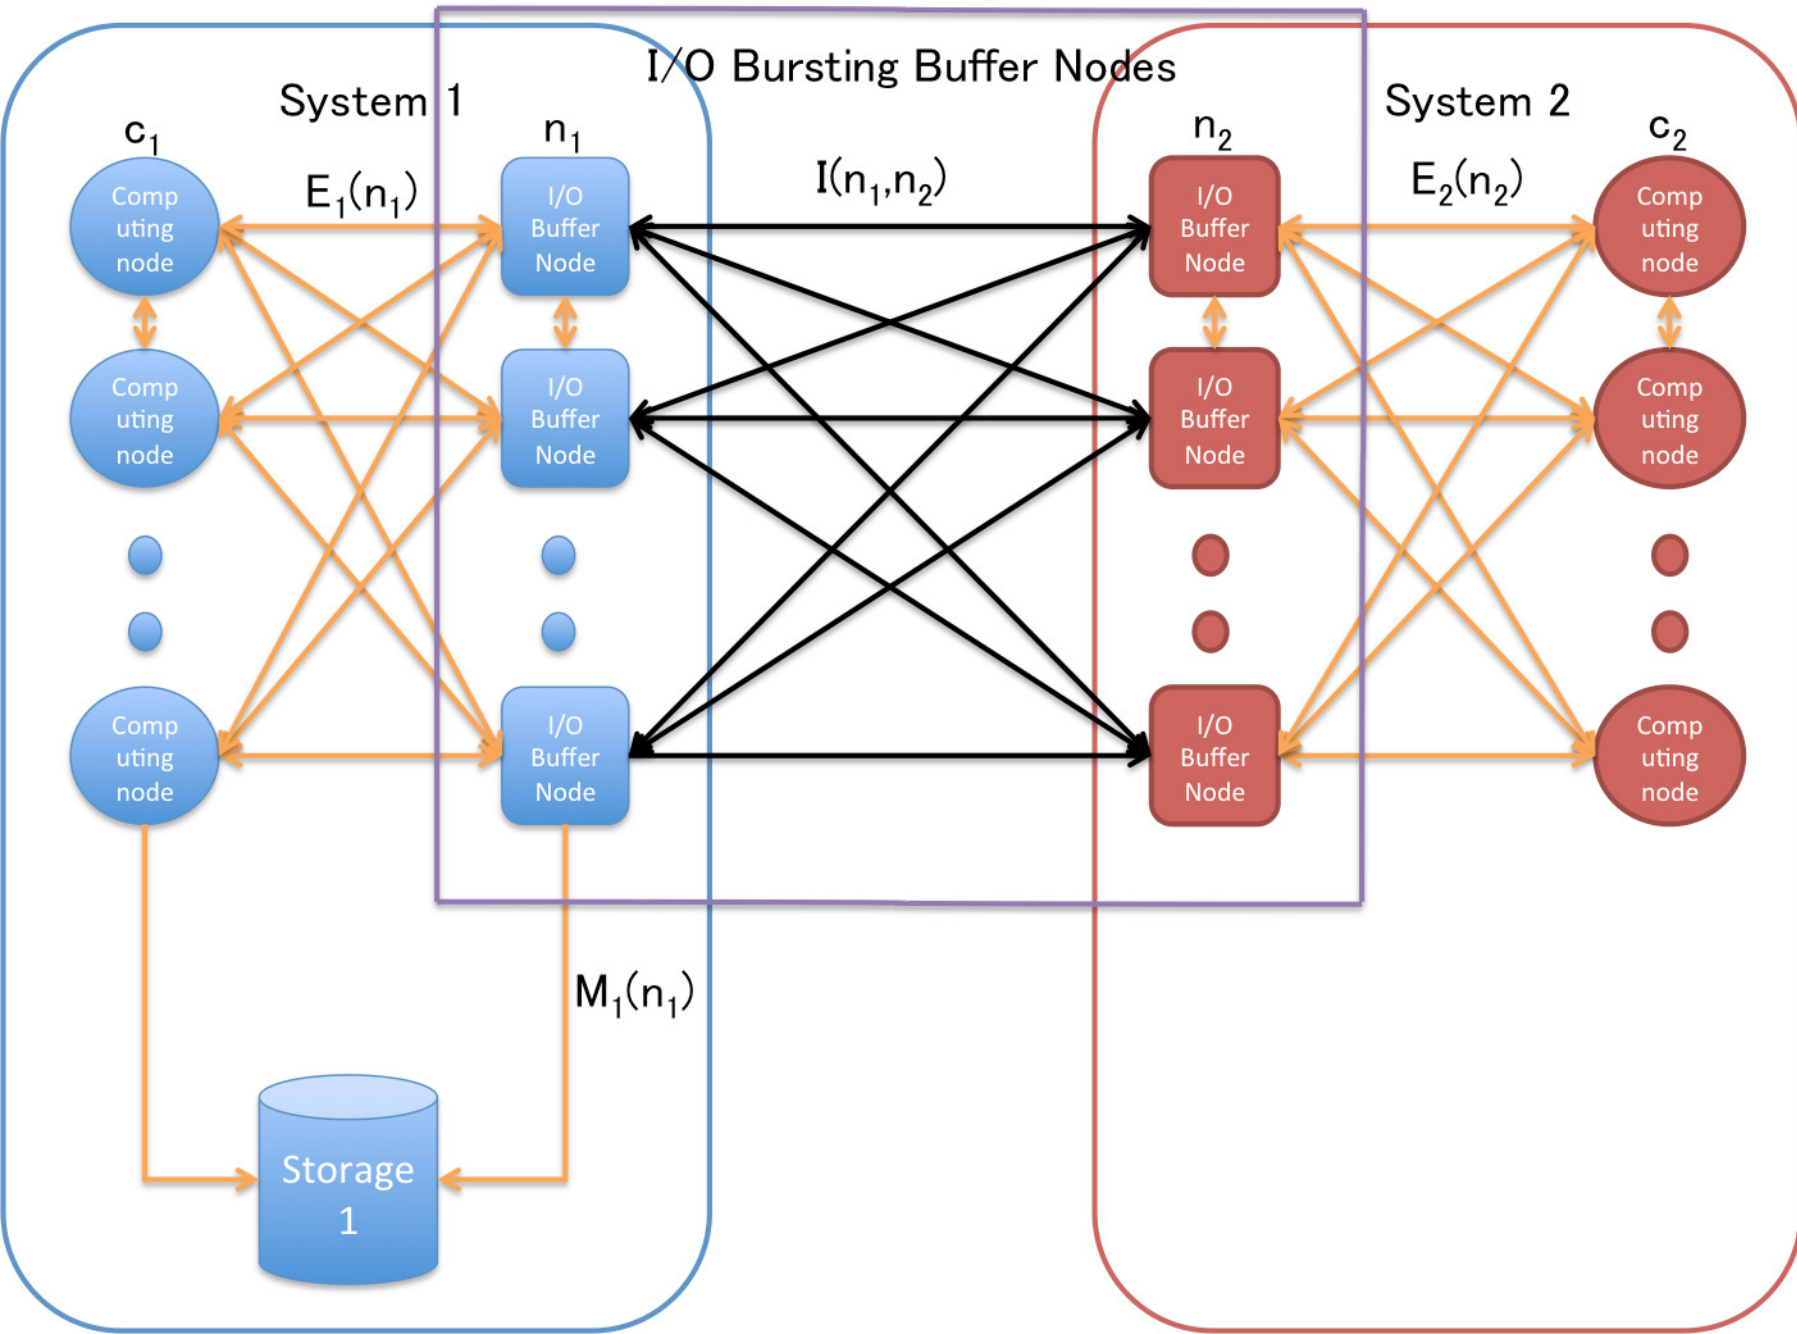 I/O Bursting Buffer Nodes
System 1
System 2
c₁
n₁
n₂
c₂
E₁(n₁)
I(n₁,n₂)
E₂(n₂)
Comp
uting
node
I/O
Buffer
Node
I/O
Buffer
Node
Comp
uting
node
Comp
uting
node
I/O
Buffer
Node
I/O
Buffer
Node
Comp
uting
node
Comp
uting
node
I/O
Buffer
Node
I/O
Buffer
Node
Comp
uting
node
M₁(n₁)
Storage
1